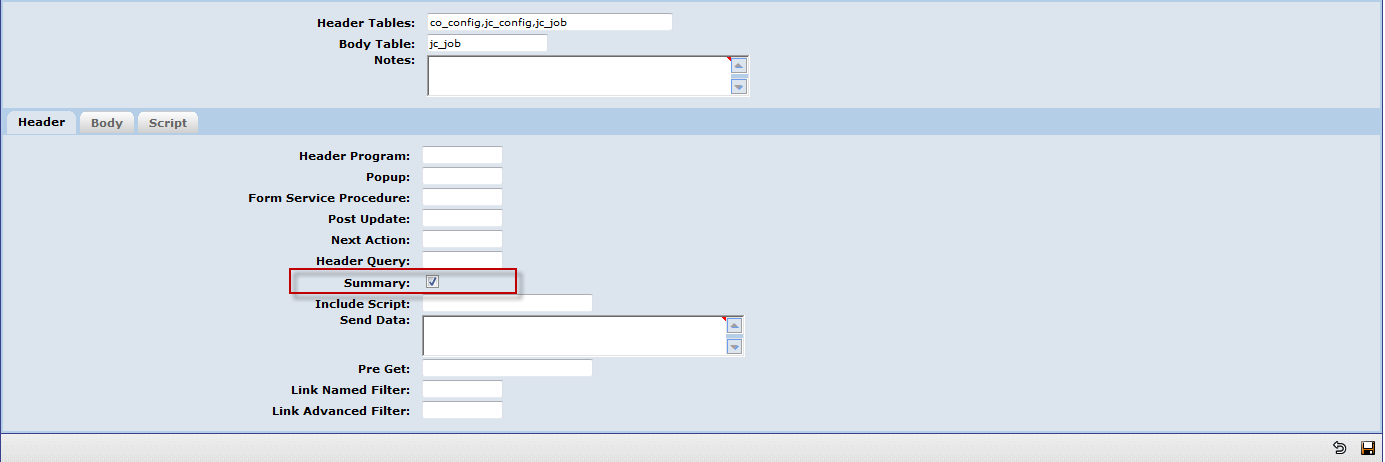 Header Tables: co_config,jc_config,jc_job
Body Table: jc_job
Notes:
Header Body Script
Header Program:
Popup:
Form Service Procedure:
Post Update:
Next Action:
Header Query:
Summary:
Include Script:
Send Data:
Pre Get:
Link Named Filter:
Link Advanced Filter: